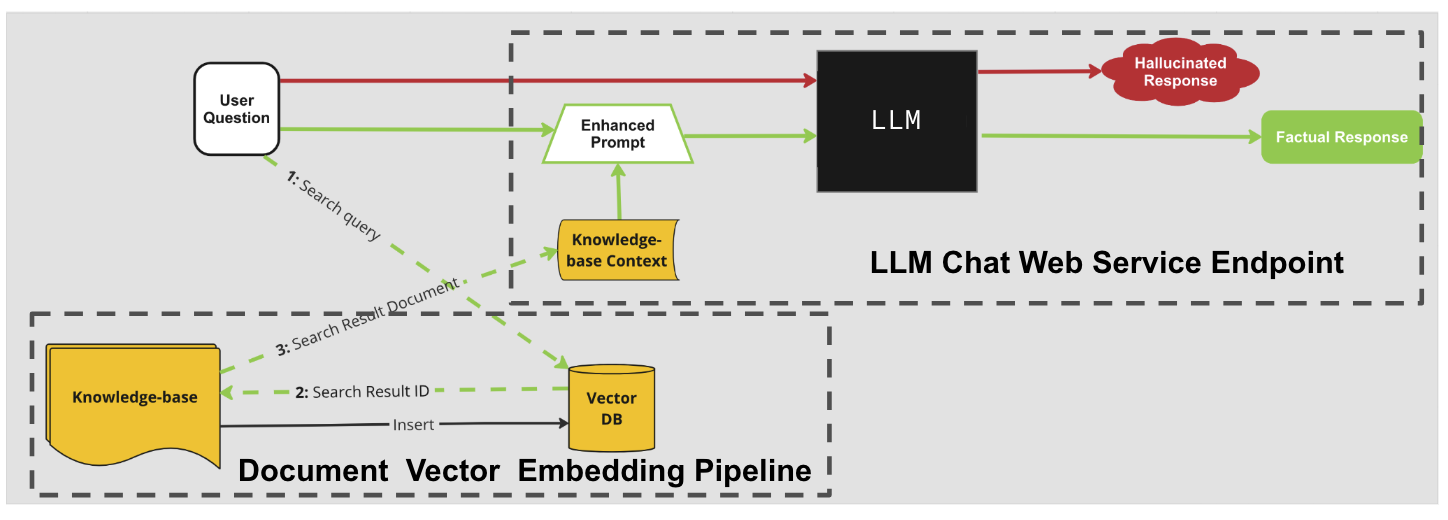 User
Question
Enhanced
Prompt
LLM
Hallucinated
Response
Factual Response
1: Search query
Knowledge-
base Context
LLM Chat Web Service Endpoint
3: Search Result Document
Knowledge-base
2: Search Result ID
Insert
Vector
DB
Document Vector Embedding Pipeline